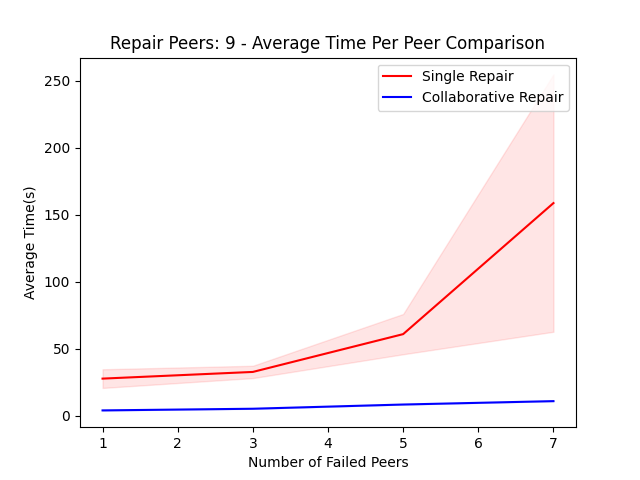 Repair Peers: 9 - Average Time Per Peer Comparison
Single Repair
Collaborative Repair
Average Time(s)
250
200
150
100
50
0
1 2 3 4 5 6 7
Number of Failed Peers